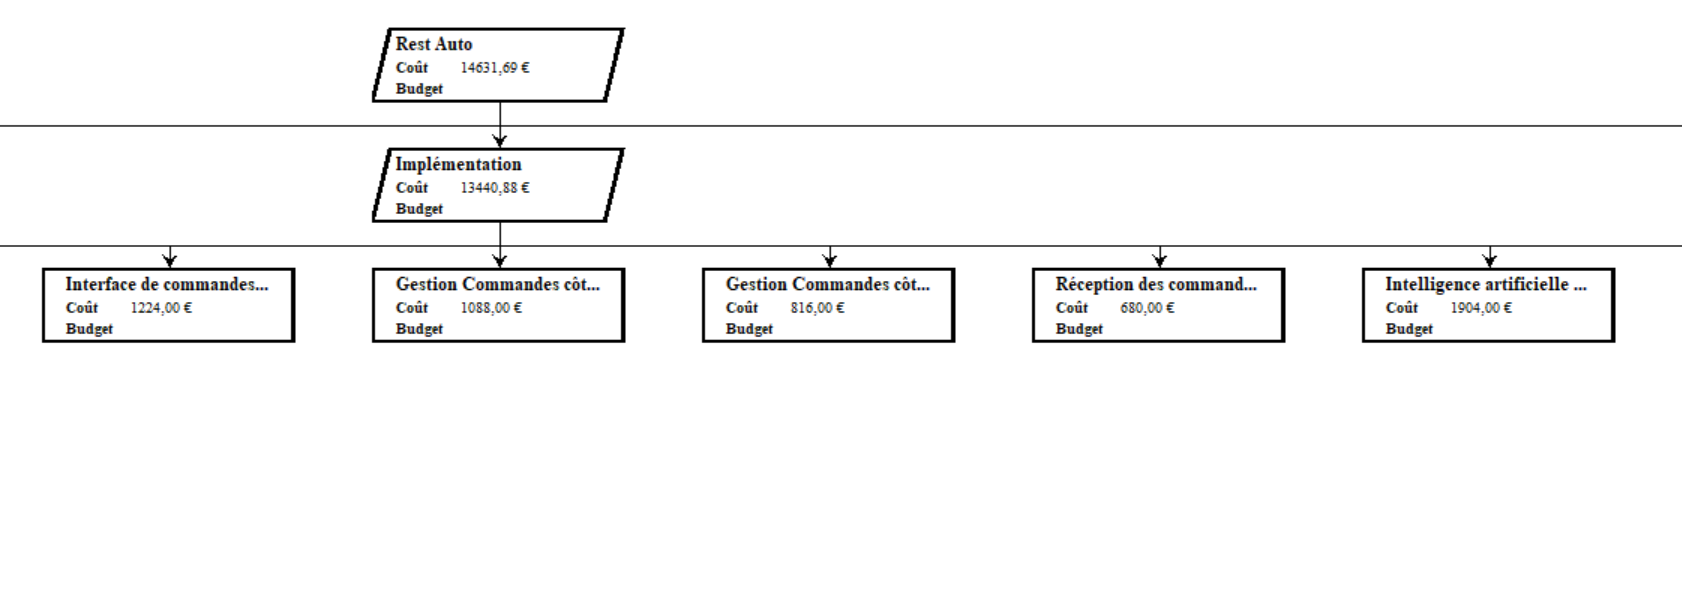 Rest Auto
Coût 14631,69 €
Budget
Implémentation
Coût 13440,88 €
Budget
Interface de commandes...
Coût 1224,00 €
Budget
Gestion Commandes côt...
Coût 1088,00 €
Budget
Gestion Commandes côt...
Coût 816,00 €
Budget
Réception des command...
Coût 680,00 €
Budget
Intelligence artificielle ...
Coût 1904,00 €
Budget